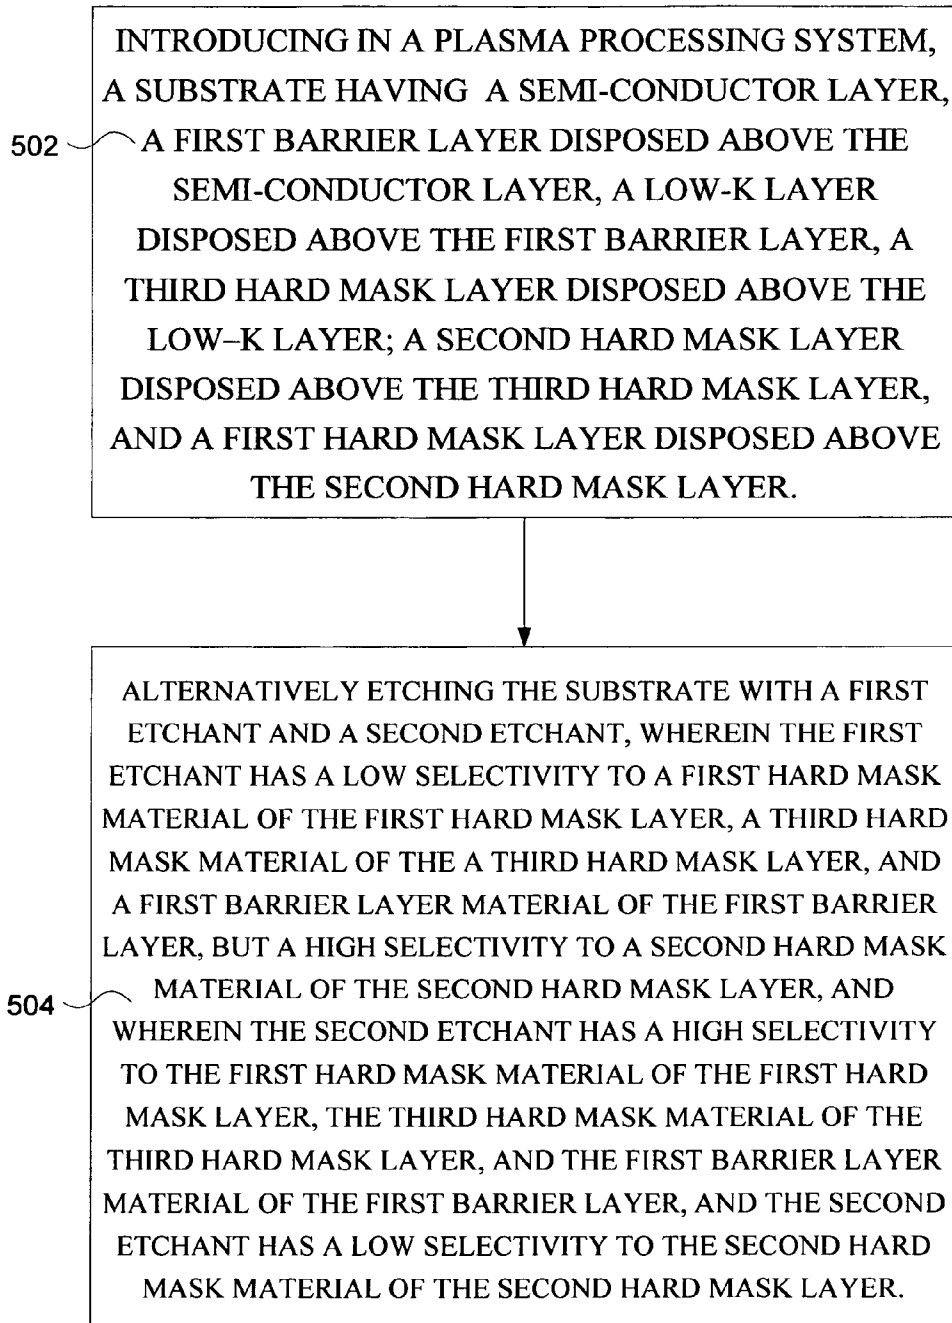 INTRODUCING IN A PLASMA PROCESSING SYSTEM,
A SUBSTRATE HAVING A SEMI-CONDUCTOR LAYER,
502
A FIRST BARRIER LAYER DISPOSED ABOVE THE
SEMI-CONDUCTOR LAYER, A LOW-K LAYER
DISPOSED ABOVE THE FIRST BARRIER LAYER, A
THIRD HARD MASK LAYER DISPOSED ABOVE THE
LOW–K LAYER; A SECOND HARD MASK LAYER
DISPOSED ABOVE THE THIRD HARD MASK LAYER,
AND A FIRST HARD MASK LAYER DISPOSED ABOVE
THE SECOND HARD MASK LAYER.
ALTERNATIVELY ETCHING THE SUBSTRATE WITH A FIRST
ETCHANT AND A SECOND ETCHANT, WHEREIN THE FIRST
ETCHANT HAS A LOW SELECTIVITY TO A FIRST HARD MASK
MATERIAL OF THE FIRST HARD MASK LAYER, A THIRD HARD
MASK MATERIAL OF THE A THIRD HARD MASK LAYER, AND
A FIRST BARRIER LAYER MATERIAL OF THE FIRST BARRIER
LAYER, BUT A HIGH SELECTIVITY TO A SECOND HARD MASK
504
MATERIAL OF THE SECOND HARD MASK LAYER, AND
WHEREIN THE SECOND ETCHANT HAS A HIGH SELECTIVITY
TO THE FIRST HARD MASK MATERIAL OF THE FIRST HARD
MASK LAYER, THE THIRD HARD MASK MATERIAL OF THE
THIRD HARD MASK LAYER, AND THE FIRST BARRIER LAYER
MATERIAL OF THE FIRST BARRIER LAYER, AND THE SECOND
ETCHANT HAS A LOW SELECTIVITY TO THE SECOND HARD
MASK MATERIAL OF THE SECOND HARD MASK LAYER.